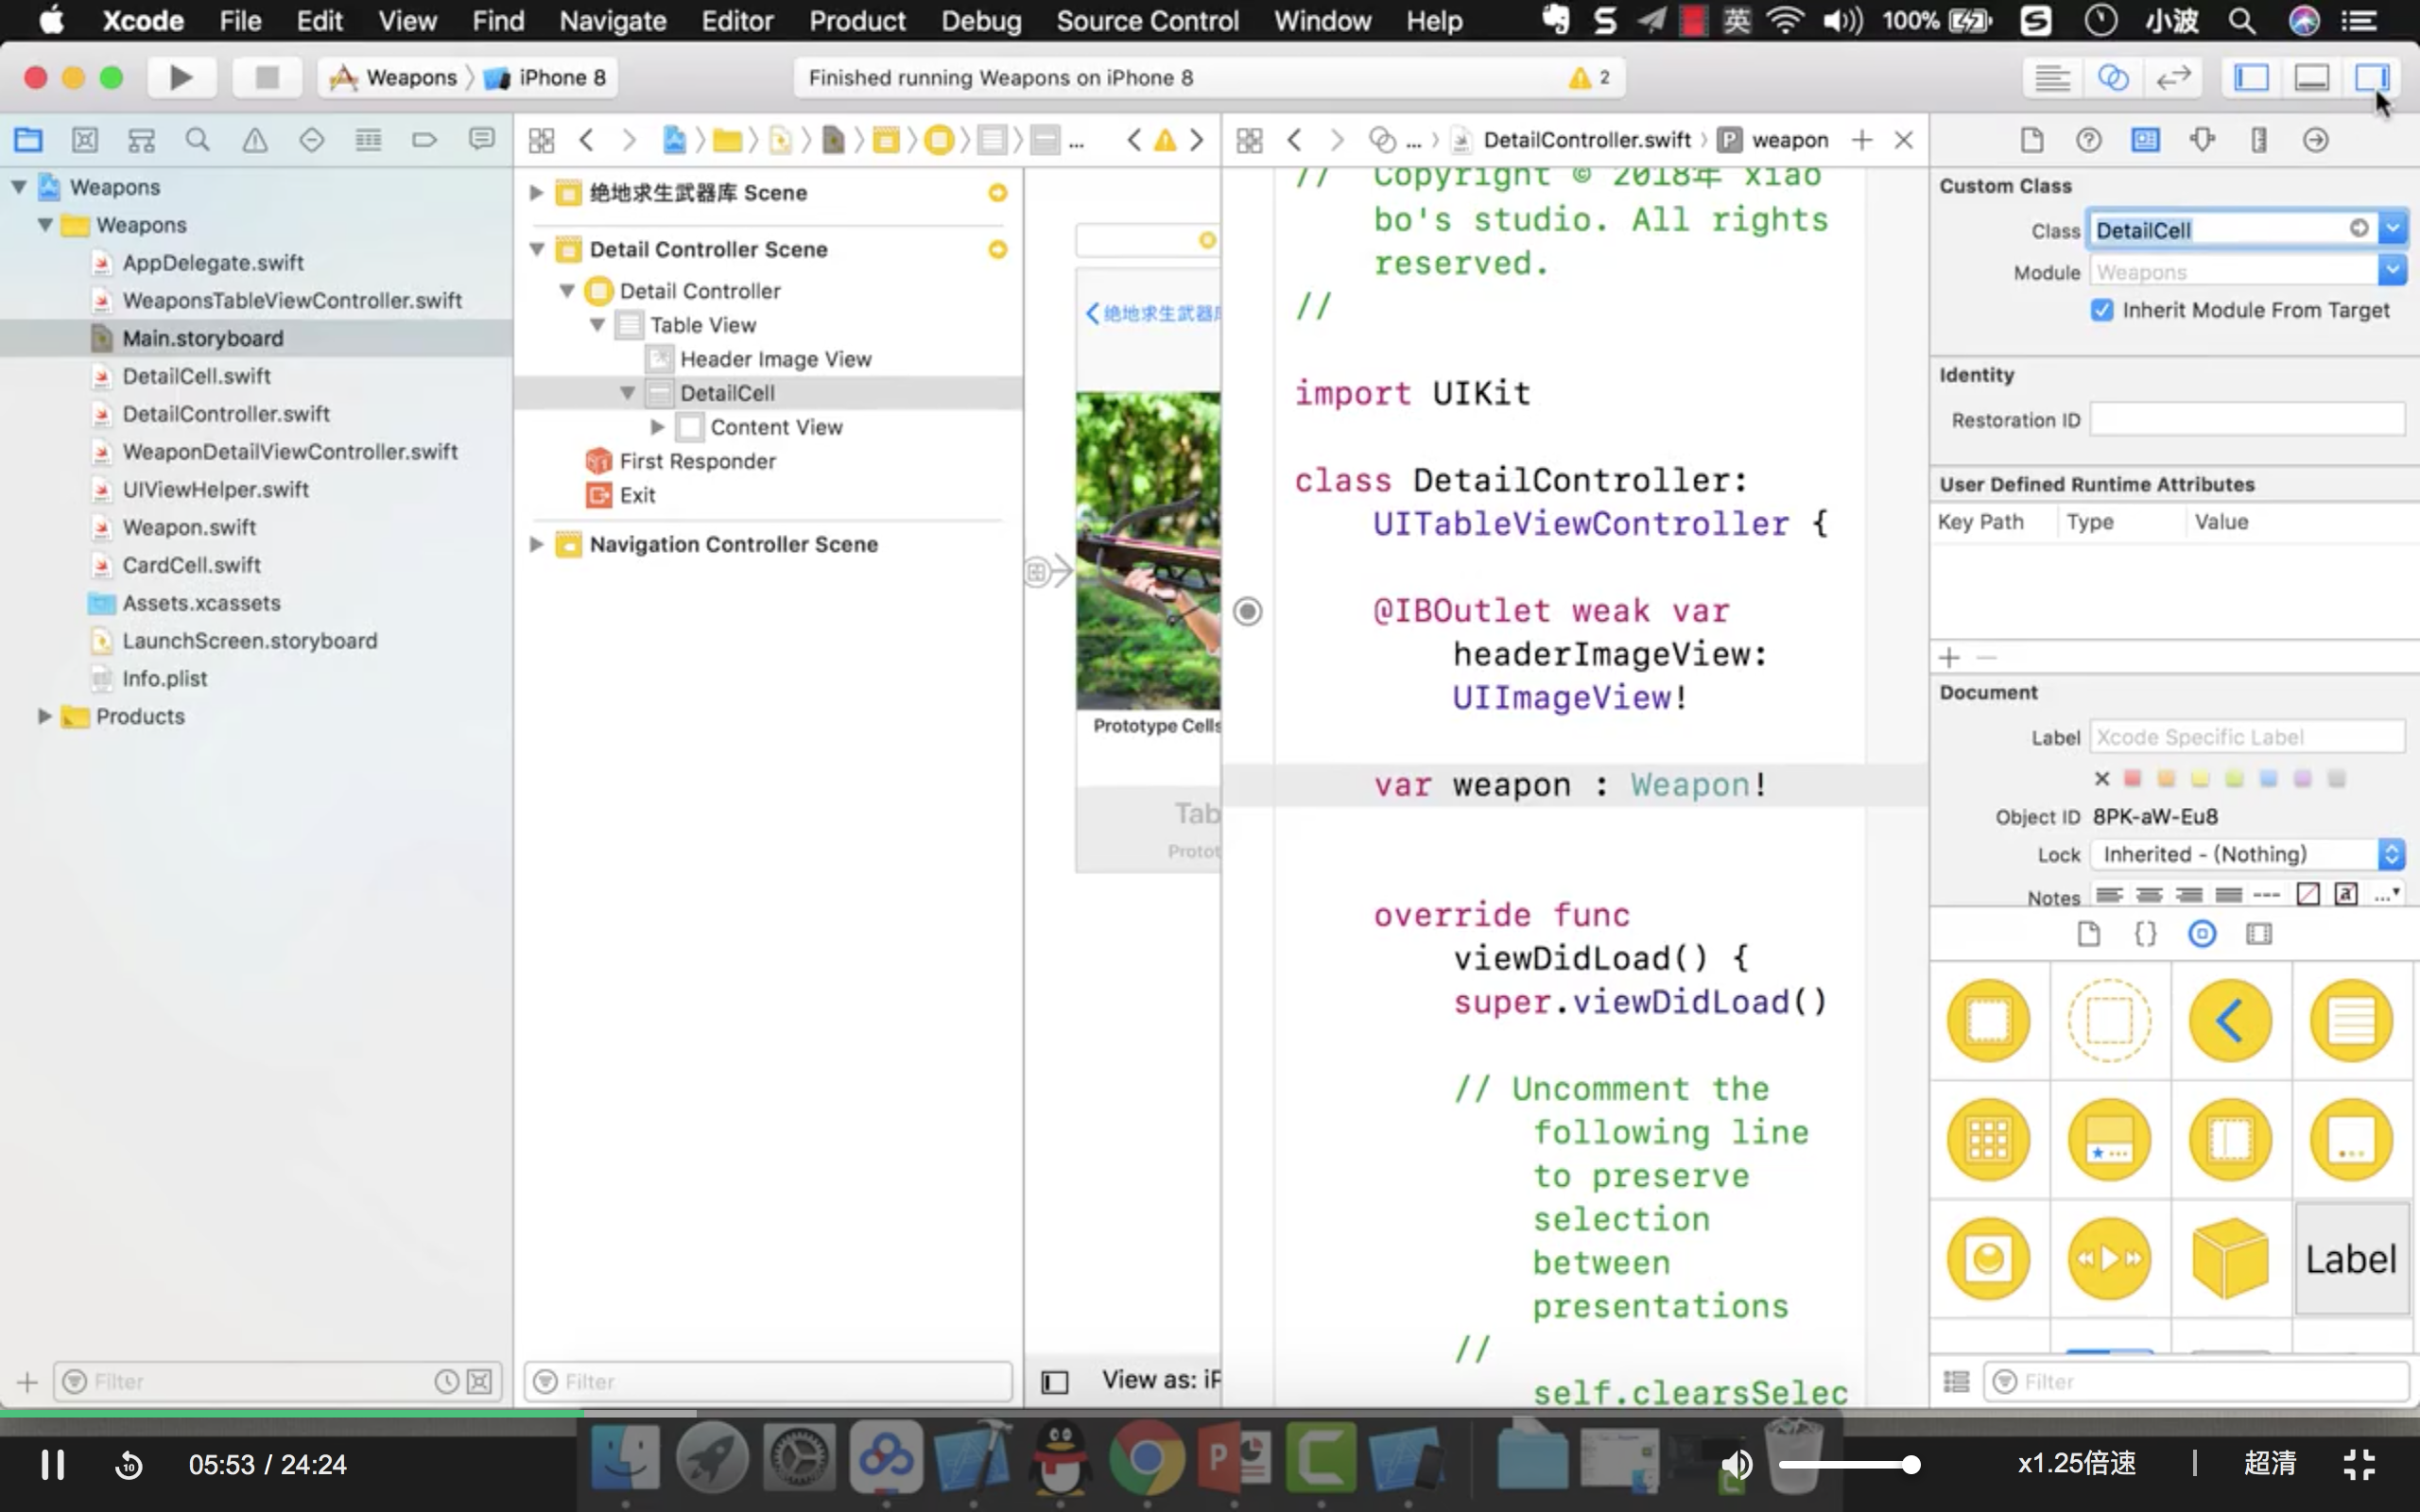 Xcode File Edit View Find Navigate Editor Product Debug Source Control Window Help 英 100% 小波
Weapons iPhone 8
Finished running Weapons on iPhone 8
2
... DetailController.swift P weapon
...
Weapons
Weapons
AppDelegate.swift
WeaponsTableViewController.swift
Main.storyboard
DetailCell.swift
DetailController.swift
WeaponDetailViewController.swift
UIViewHelper.swift
Weapon.swift
CardCell.swift
Assets.xcassets
LaunchScreen.storyboard
Info.plist
Products
Filter
绝地求生武器库 Scene
Detail Controller Scene
Detail Controller
Table View
Header Image View
DetailCell
Content View
First Responder
Exit
Navigation Controller Scene
Filter
绝地求生武器
Prototype Cells
Tab
Protot
View as: iP
// Copyright © 2018年 xiao
bo's studio. All rights
reserved.
//
import UIKit
class DetailController:
UITableViewController {
@IBOutlet weak var
headerImageView:
UIImageView!
var weapon : Weapon!
override func
viewDidLoad() {
super.viewDidLoad()
// Uncomment the
following line
to preserve
selection
between
presentations
//
self.clearsSelec
Custom Class
Class DetailCell
Module Weapons
Inherit Module From Target
Identity
Restoration ID
User Defined Runtime Attributes
Key Path Type Value
Document
Label Xcode Specific Label
Object ID 8PK-aW-Eu8
Lock Inherited - (Nothing)
Notes
{}
Label
Filter
10 05:53 / 24:24
x1.25倍速 | 超清